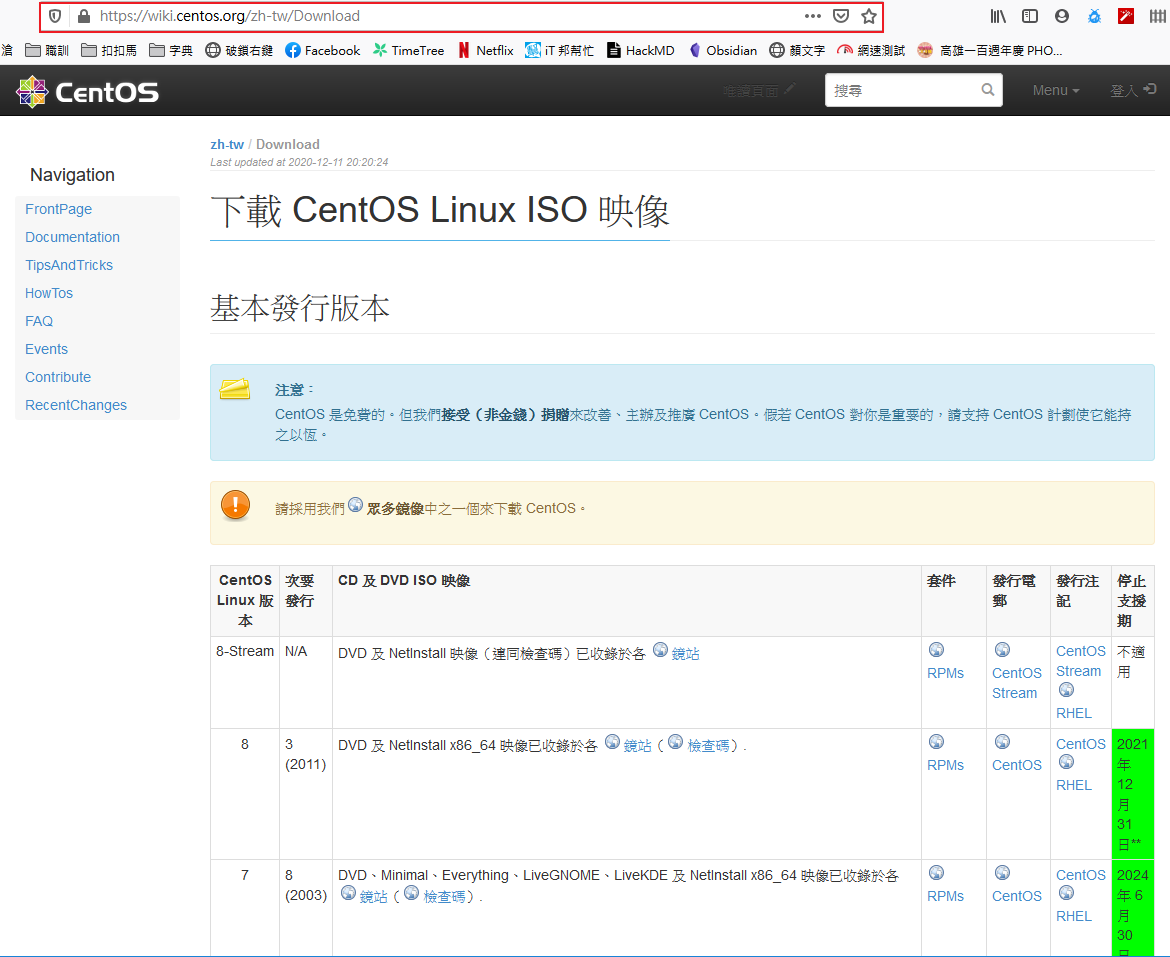 https://wiki.centos.org/zh-tw/Download
滄 職訓 扣扣馬 字典 破鎖右鍵 Facebook TimeTree Netflix iT 邦幫忙 HackMD Obsidian 顏文字 網速測試 高雄一百週年慶 PHO...
CentOS 唯讀頁面 搜尋 Menu 登入
zh-tw / Download
Last updated at 2020-12-11 20:20:24
Navigation
FrontPage
Documentation
TipsAndTricks
HowTos
FAQ
Events
Contribute
RecentChanges
下載 CentOS Linux ISO 映像
基本發行版本
注意：
CentOS 是免費的。但我們接受（非金錢）捐贈來改善、主辦及推廣 CentOS。假若 CentOS 對你是重要的，請支持 CentOS 計劃使它能持
之以恆。
請採用我們 眾多鏡像中之一個來下載 CentOS。
CentOS Linux 版本 次要發行 CD 及 DVD ISO 映像 套件 發行電郵 發行注記 停止支援期
8-Stream N/A DVD 及 NetInstall 映像（連同檢查碼）已收錄於各 鏡站 RPMs CentOS Stream CentOS Stream RHEL 不適用
8 3 (2011) DVD 及 NetInstall x86_64 映像已收錄於各 鏡站（ 檢查碼）. RPMs CentOS CentOS RHEL 2021 年 12 月 31 日**
7 8 (2003) DVD、Minimal、Everything、LiveGNOME、LiveKDE 及 NetInstall x86_64 映像已收錄於各 鏡站（ 檢查碼）. RPMs CentOS CentOS RHEL 2024 年 6 月 30